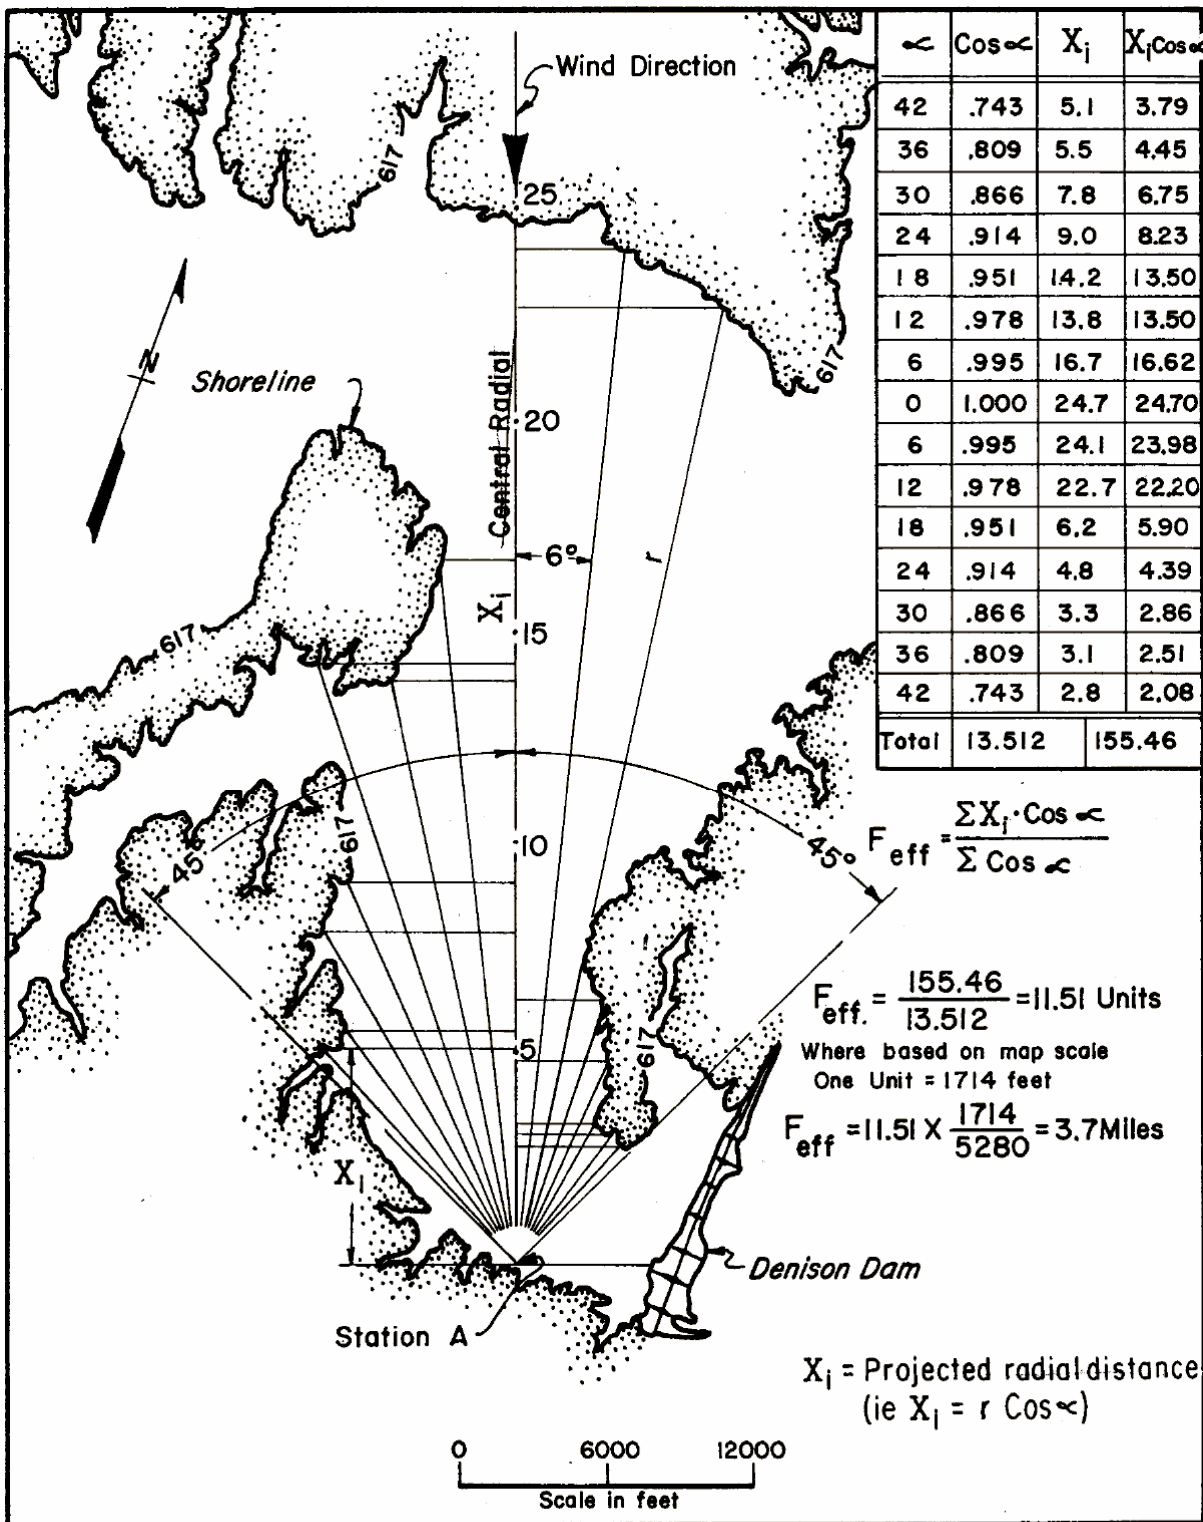 ∝ Cos∝ Xi XiCos∝
42 .743 5.1 3.79
36 .809 5.5 4.45
30 .866 7.8 6.75
24 .914 9.0 8.23
18 .951 14.2 13.50
12 .978 13.8 13.50
6 .995 16.7 16.62
0 1.000 24.7 24.70
6 .995 24.1 23.98
12 .978 22.7 22.20
18 .951 6.2 5.90
24 .914 4.8 4.39
30 .866 3.3 2.86
36 .809 3.1 2.51
42 .743 2.8 2.08
Total 13.512 155.46
Wind Direction
617
25
617
N
Shoreline
Central Radial
20
6°
r
Xi
15
617
617
10
45°
45°
Feff = ΣXi·Cos ∝ / Σ Cos ∝
Feff. = 155.46 / 13.512 = 11.51 Units
Where based on map scale
One Unit = 1714 feet
Feff = 11.51 X 1714 / 5280 = 3.7 Miles
5
617
X1
Denison Dam
Station A
Xi = Projected radial distance
(ie X1 = r Cos∝)
0 6000 12000
Scale in feet